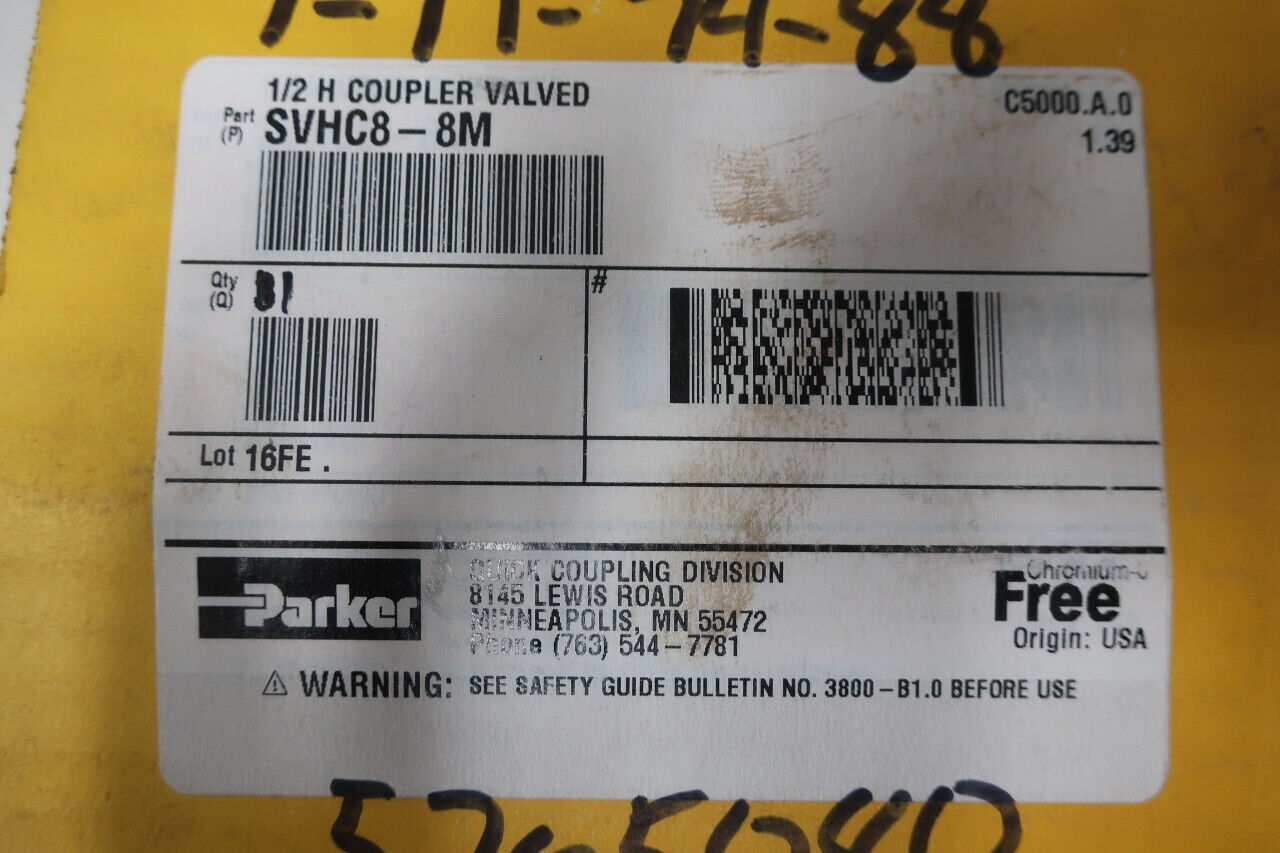 1/2 H COUPLER VALVED
C5000.A.0
Part (P) SVHC8-8M
1.39
Qty (Q)
#
Lot 16FE .
Parker
QUICK COUPLING DIVISION
8145 LEWIS ROAD
MINNEAPOLIS, MN 55472
Phone (763) 544-7781
Chromium-6
Free
Origin: USA
⚠ WARNING: SEE SAFETY GUIDE BULLETIN NO. 3800-B1.0 BEFORE USE